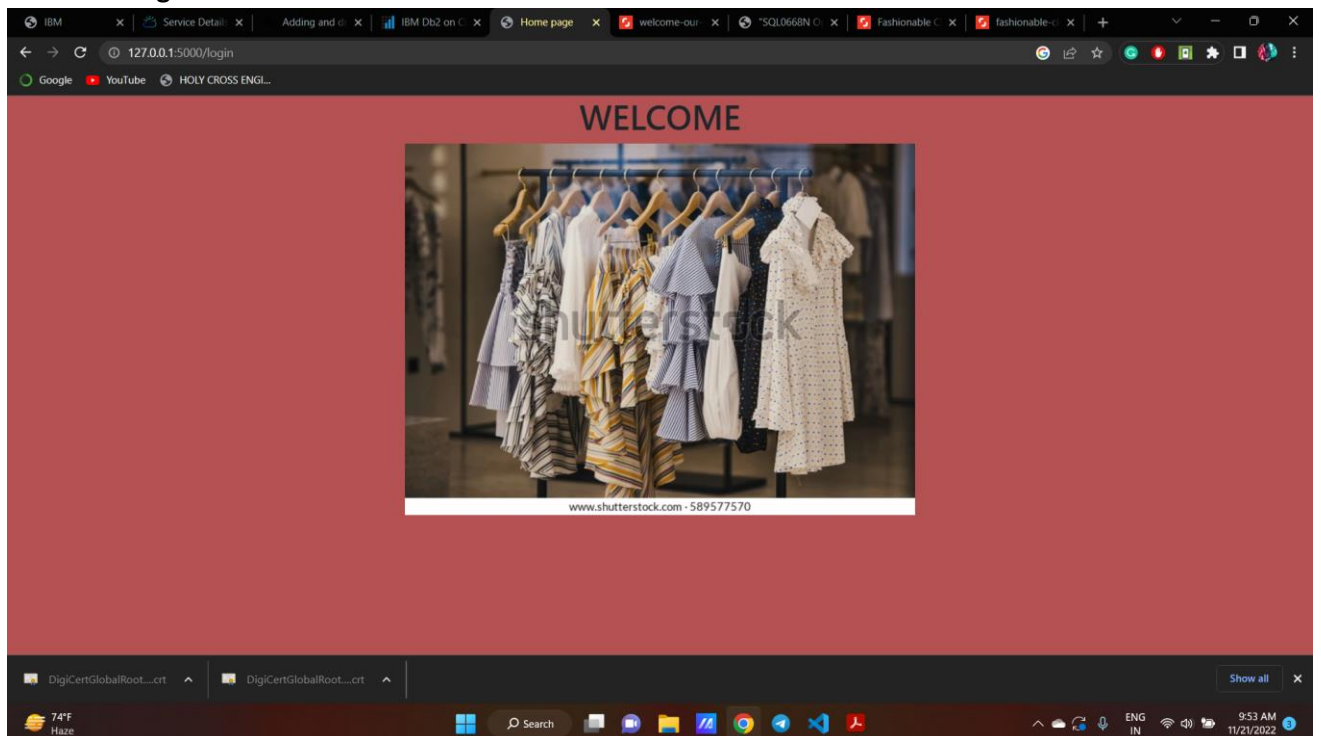 IBM
Service Details
Adding and d
IBM Db2 on C
Home page
welcome-our
"SQL0668N O
Fashionable C
fashionable-c
127.0.0.1:5000/login
Google
YouTube
HOLY CROSS ENGI...
WELCOME
shutterstock
www.shutterstock.com · 589577570
DigiCertGlobalRoot....crt
DigiCertGlobalRoot....crt
Show all
74°F
Haze
Search
ENG
IN
9:53 AM
11/21/2022
3